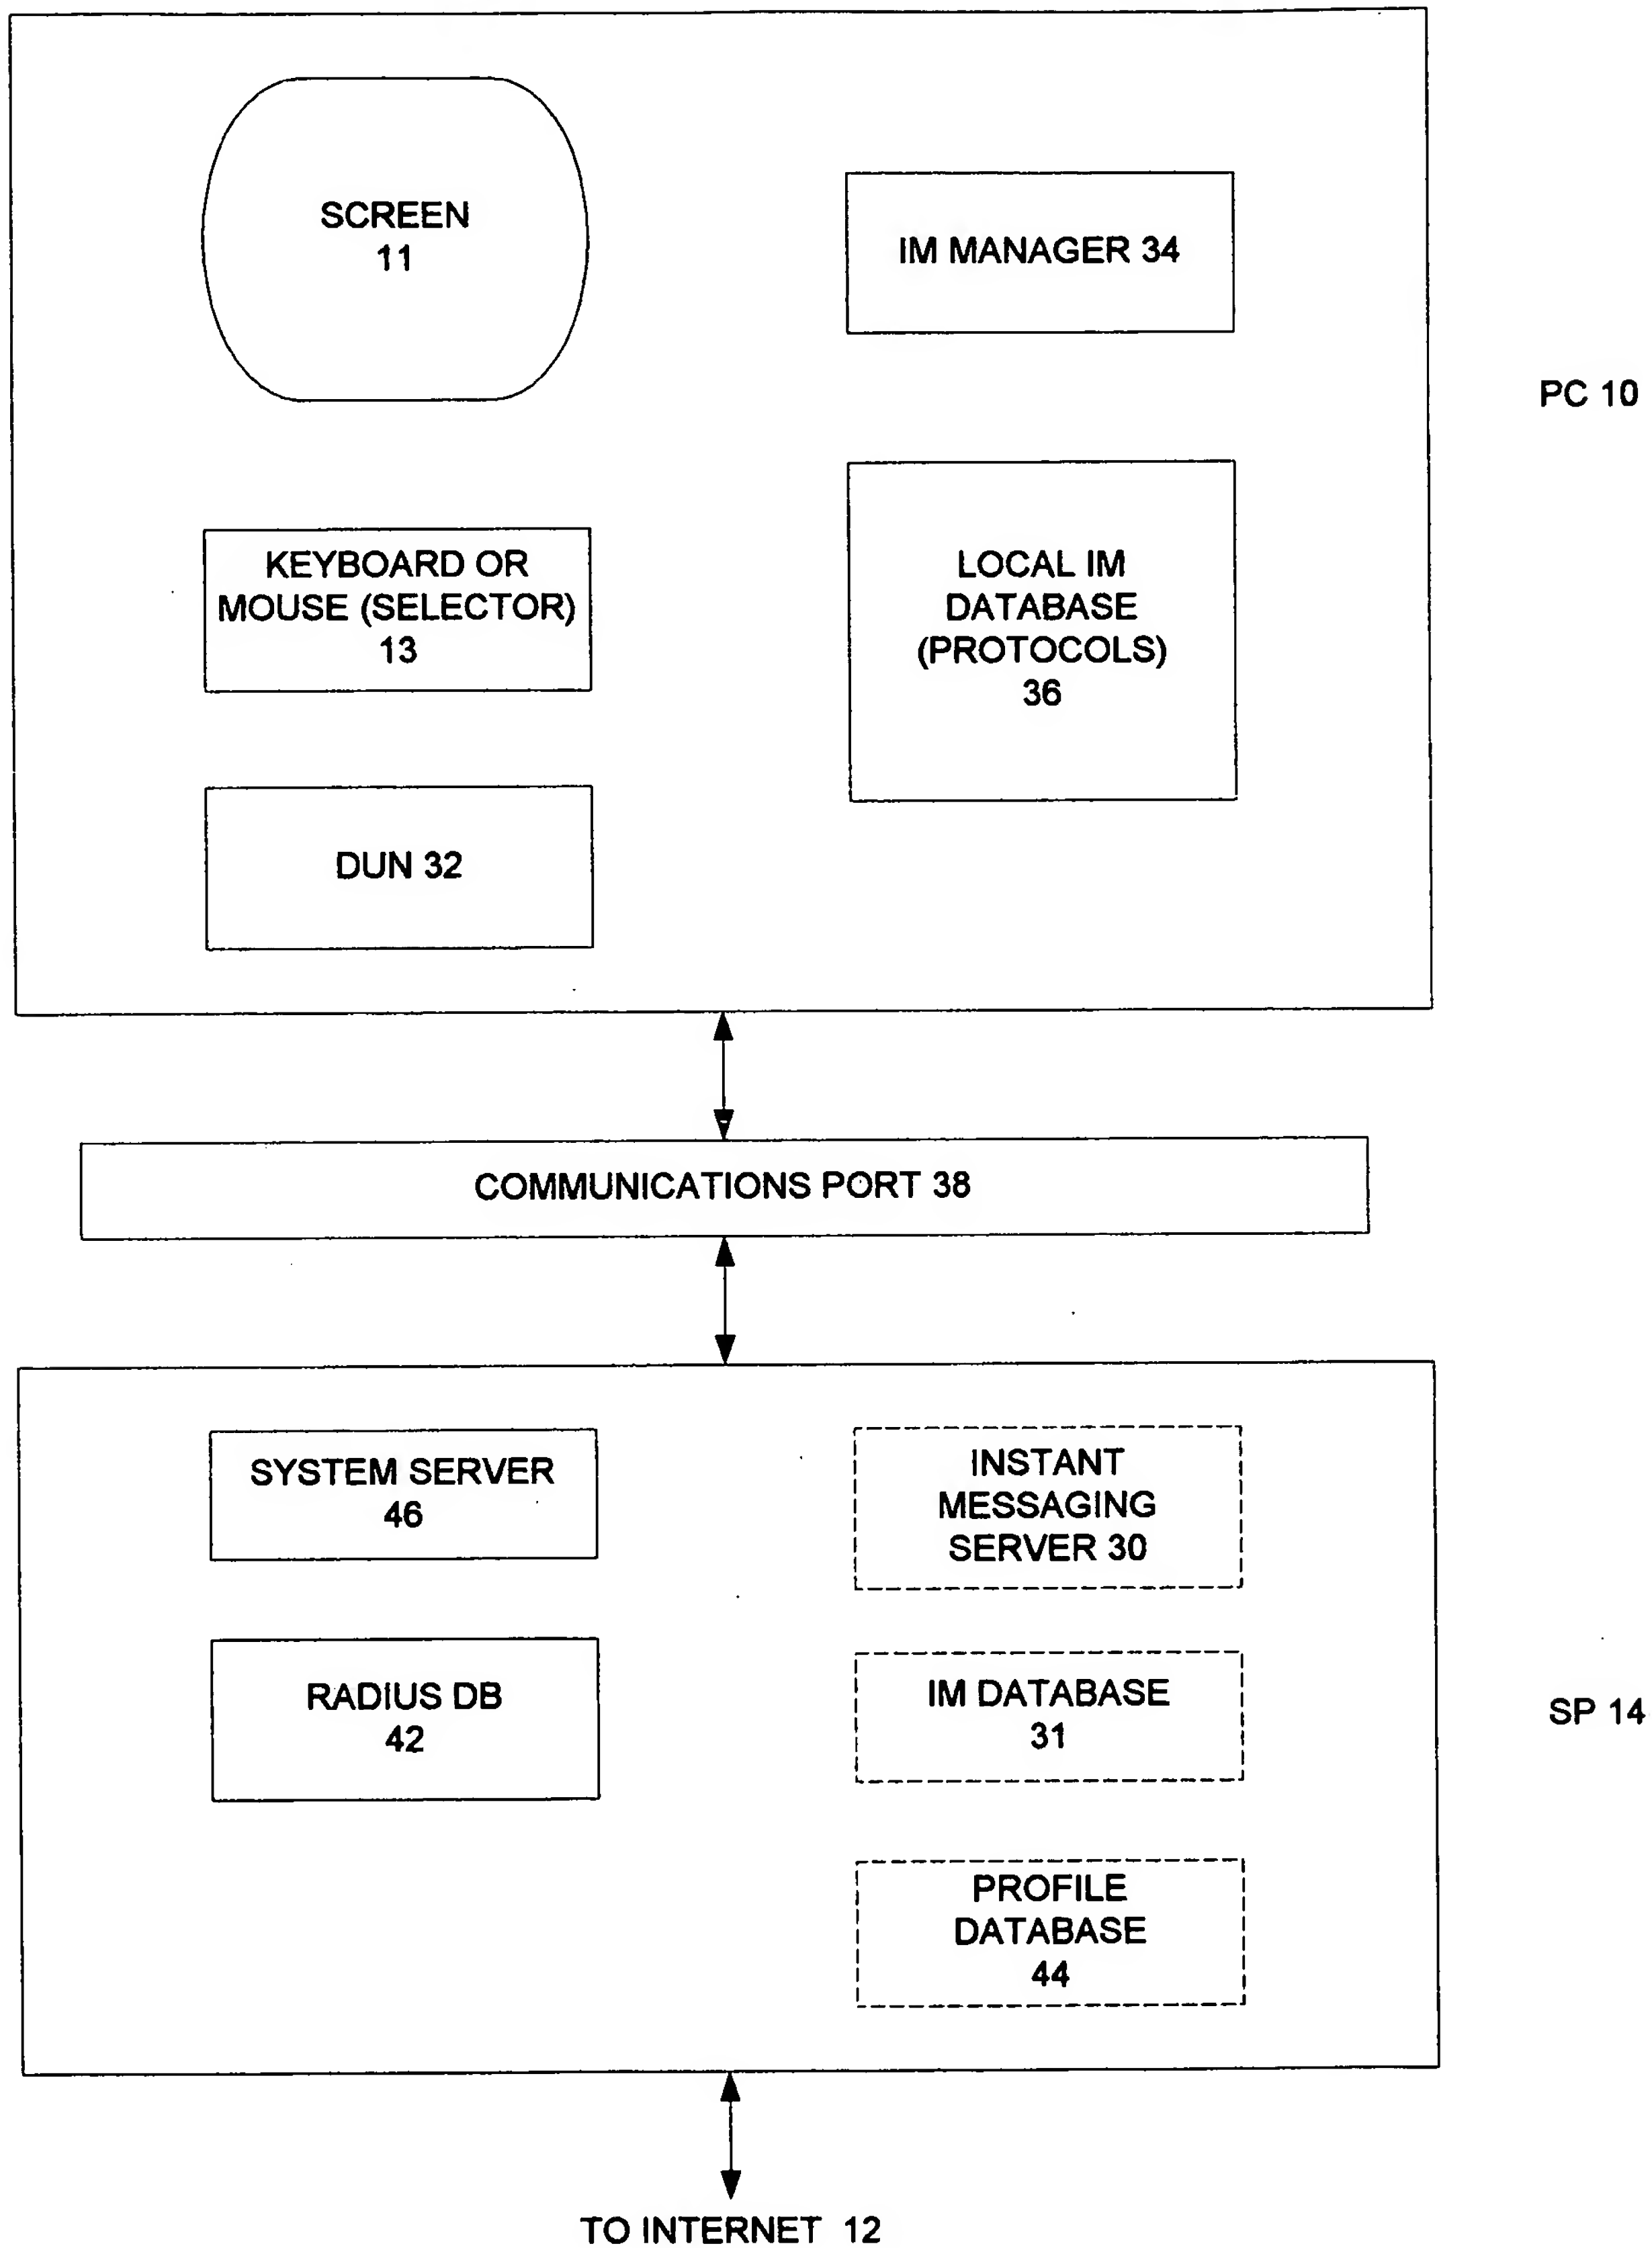 SCREEN
11
IM MANAGER 34
PC 10
KEYBOARD OR
MOUSE (SELECTOR)
13
LOCAL IM
DATABASE
(PROTOCOLS)
36
DUN 32
COMMUNICATIONS PORT 38
SYSTEM SERVER
46
INSTANT
MESSAGING
SERVER 30
RADIUS DB
42
IM DATABASE
31
SP 14
PROFILE
DATABASE
44
TO INTERNET 12